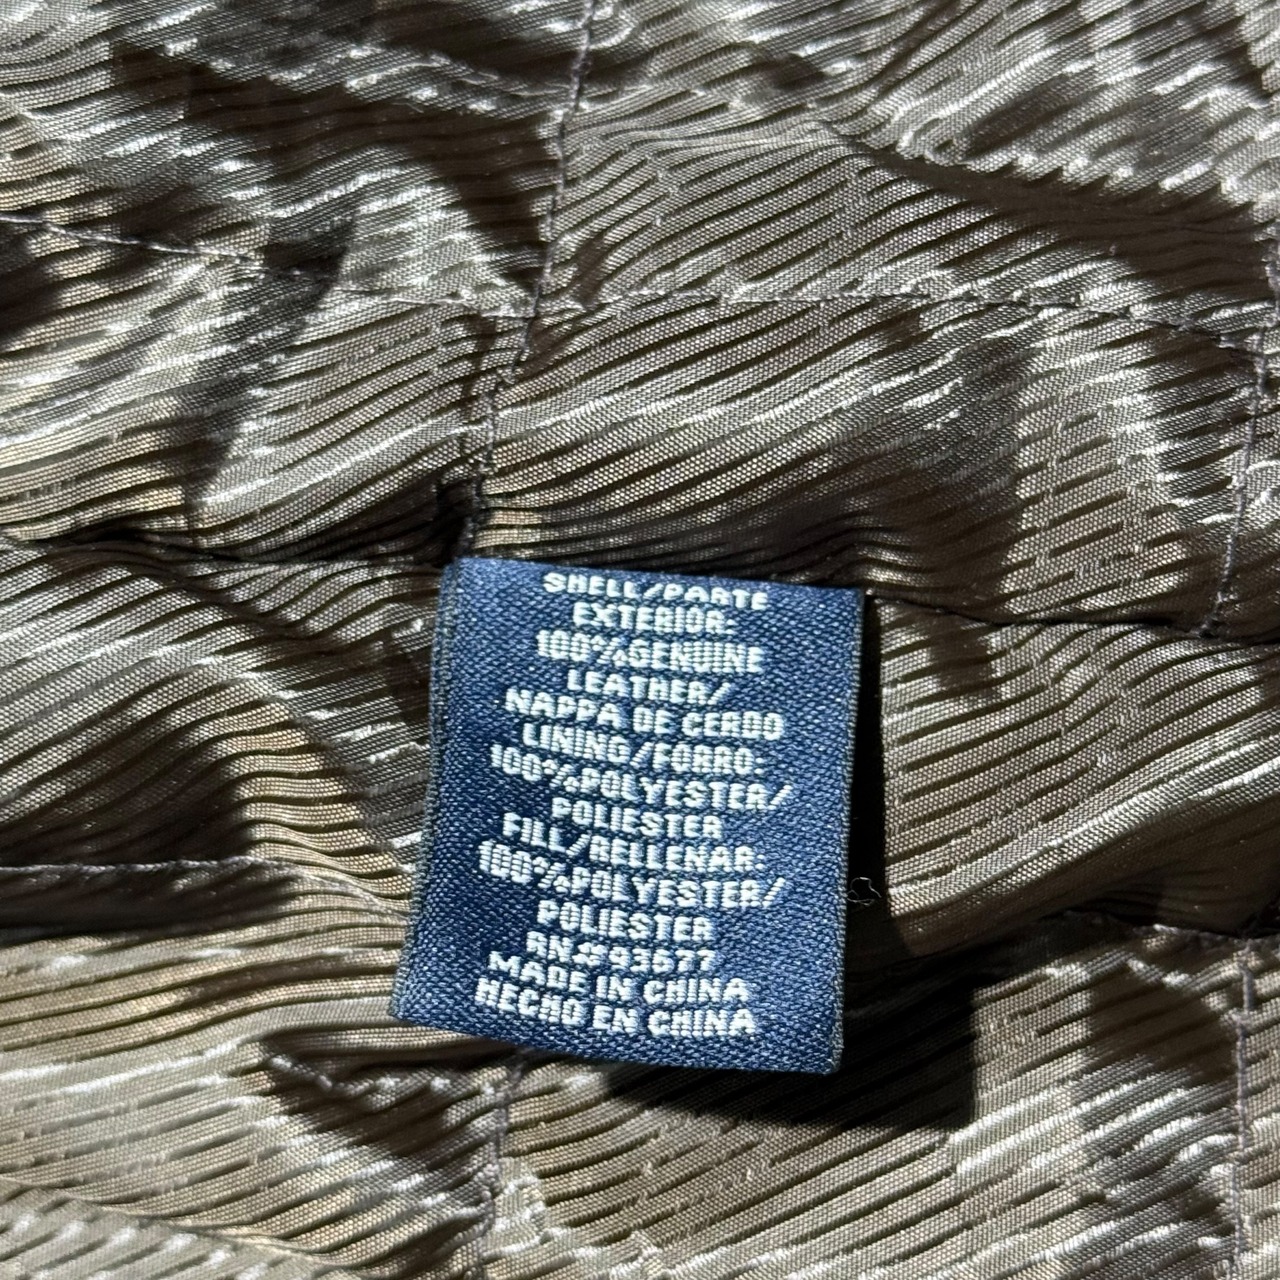 SHELL/PARTE
EXTERIOR:
100%GENUINE
LEATHER/
NAPPA DE CERDO
LINING/FORRO:
100%POLYESTER/
POLIESTER
FILL/RELLENAR:
100%POLYESTER/
POLIESTER
RN#93677
MADE IN CHINA
HECHO EN CHINA